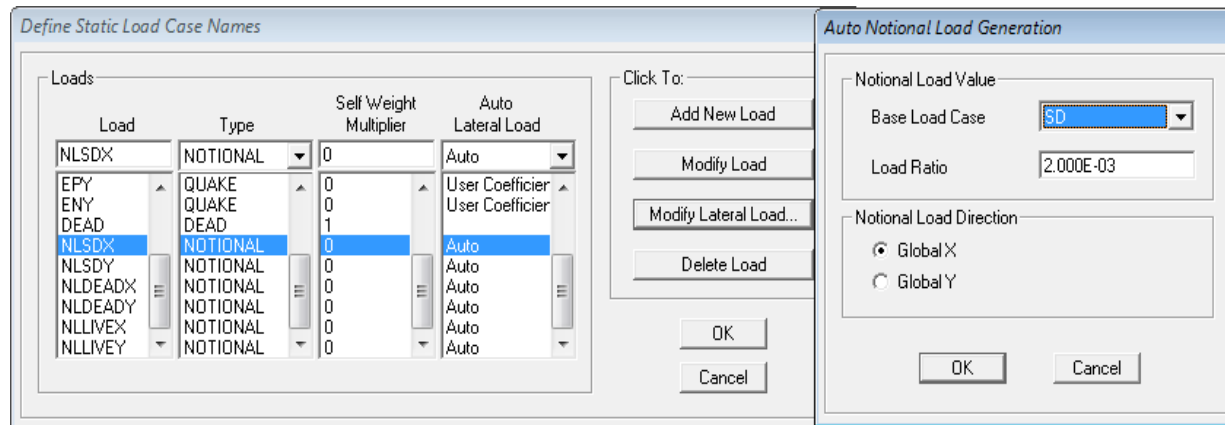 Define Static Load Case Names
Loads
Click To:
Load Type Self Weight Multiplier Auto Lateral Load
NLSDX NOTIONAL 0 Auto
EPY QUAKE 0 User Coefficien
ENY QUAKE 0 User Coefficien
DEAD DEAD 1
NLSDX NOTIONAL 0 Auto
NLSDY NOTIONAL 0 Auto
NLDEADX NOTIONAL 0 Auto
NLDEADY NOTIONAL 0 Auto
NLLIVEX NOTIONAL 0 Auto
NLLIVEY NOTIONAL 0 Auto
Add New Load
Modify Load
Modify Lateral Load...
Delete Load
OK
Cancel
Auto Notional Load Generation
Notional Load Value
Base Load Case SD
Load Ratio 2.000E-03
Notional Load Direction
Global X
Global Y
OK Cancel